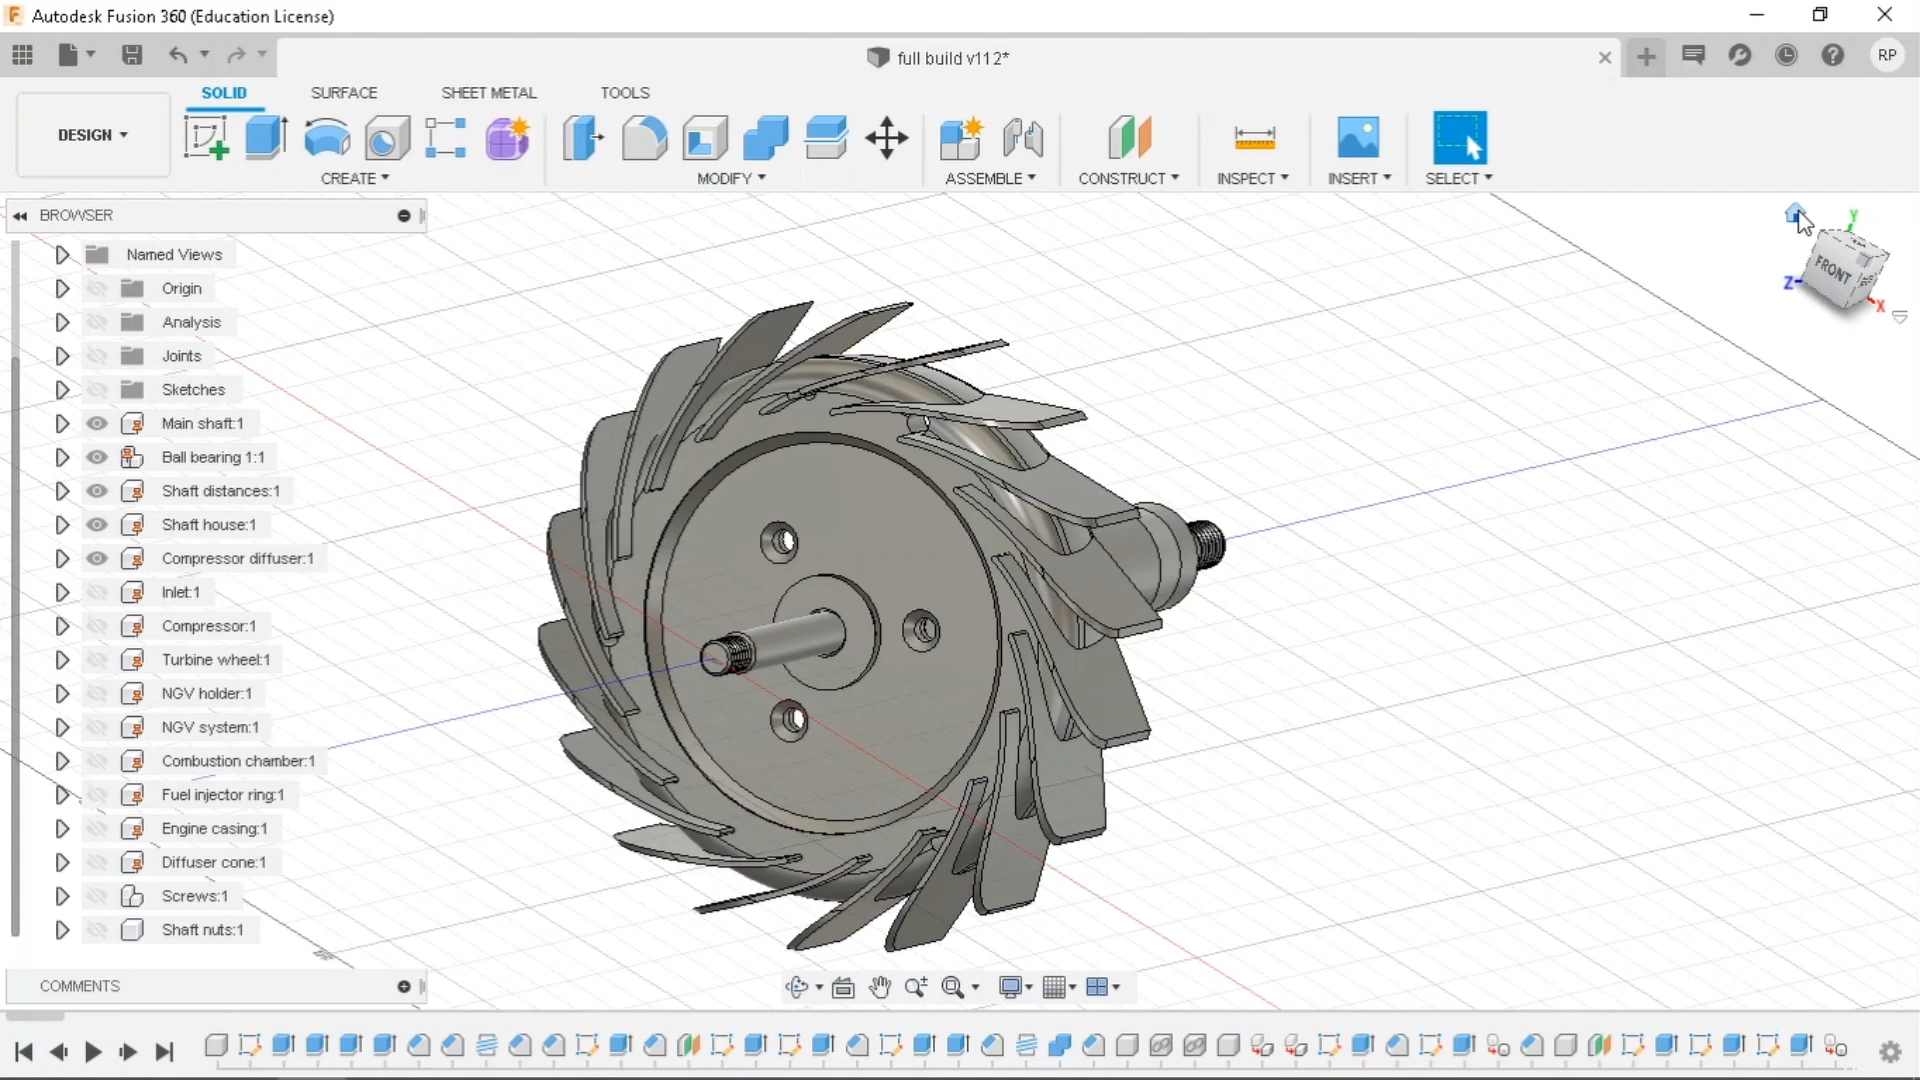 Autodesk Fusion 360 (Education License)
full build v112*
RP
DESIGN
SOLID
SURFACE
SHEET METAL
TOOLS
CREATE
MODIFY
ASSEMBLE
CONSTRUCT
INSPECT
INSERT
SELECT
BROWSER
Named Views
Origin
Analysis
Joints
Sketches
Main shaft:1
Ball bearing 1:1
Shaft distances:1
Shaft house:1
Compressor diffuser:1
Inlet:1
Compressor:1
Turbine wheel:1
NGV holder:1
NGV system:1
Combustion chamber:1
Fuel injector ring:1
Engine casing:1
Diffuser cone:1
Screws:1
Shaft nuts:1
Y
FRONT
Z
X
COMMENTS